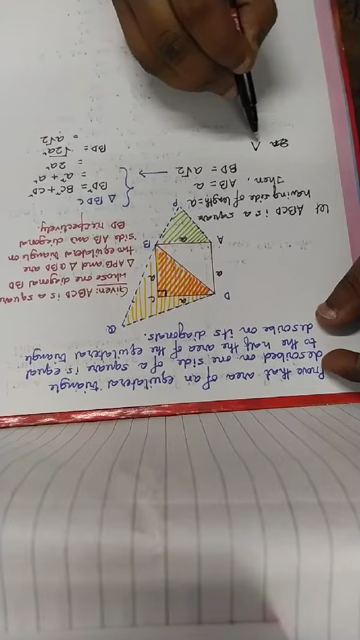 Prove that area of an equilateral triangle
described on one side of a square is equal
to the half the area of the equilateral triangle
describe on its diagonals.
Given: ABCD is a square
whose one diagonal BD
△APB and △QBD are
two equilateral triangle on
side AB and diagonal
BD respectively.
Q
D
C
a
a
a
a
B
A
P
Let ABCD is a square
having side of length = a
Then,
AB = a
BD = a√2
△ BDC
BD² = BC² + CD²
= a² + a²
= 2a²
BD = √2a²
= a√2
In △